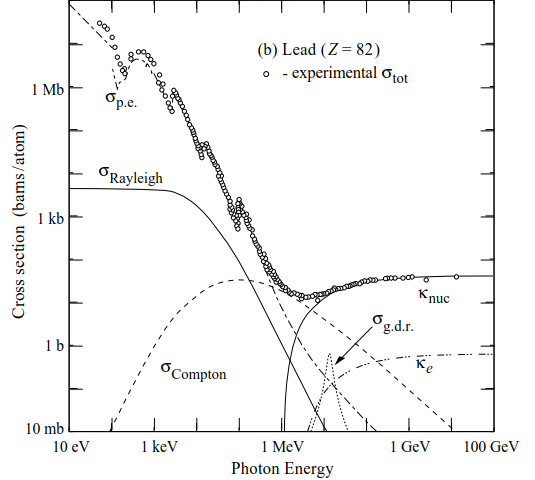 (b) Lead (Z = 82)
- experimental σtot
1 Mb
σp.e.
σRayleigh
1 kb
Cross section (barns/atom)
κnuc
σg.d.r.
1 b
σCompton
κe
10 mb
10 eV 1 keV 1 MeV 1 GeV 100 GeV
Photon Energy